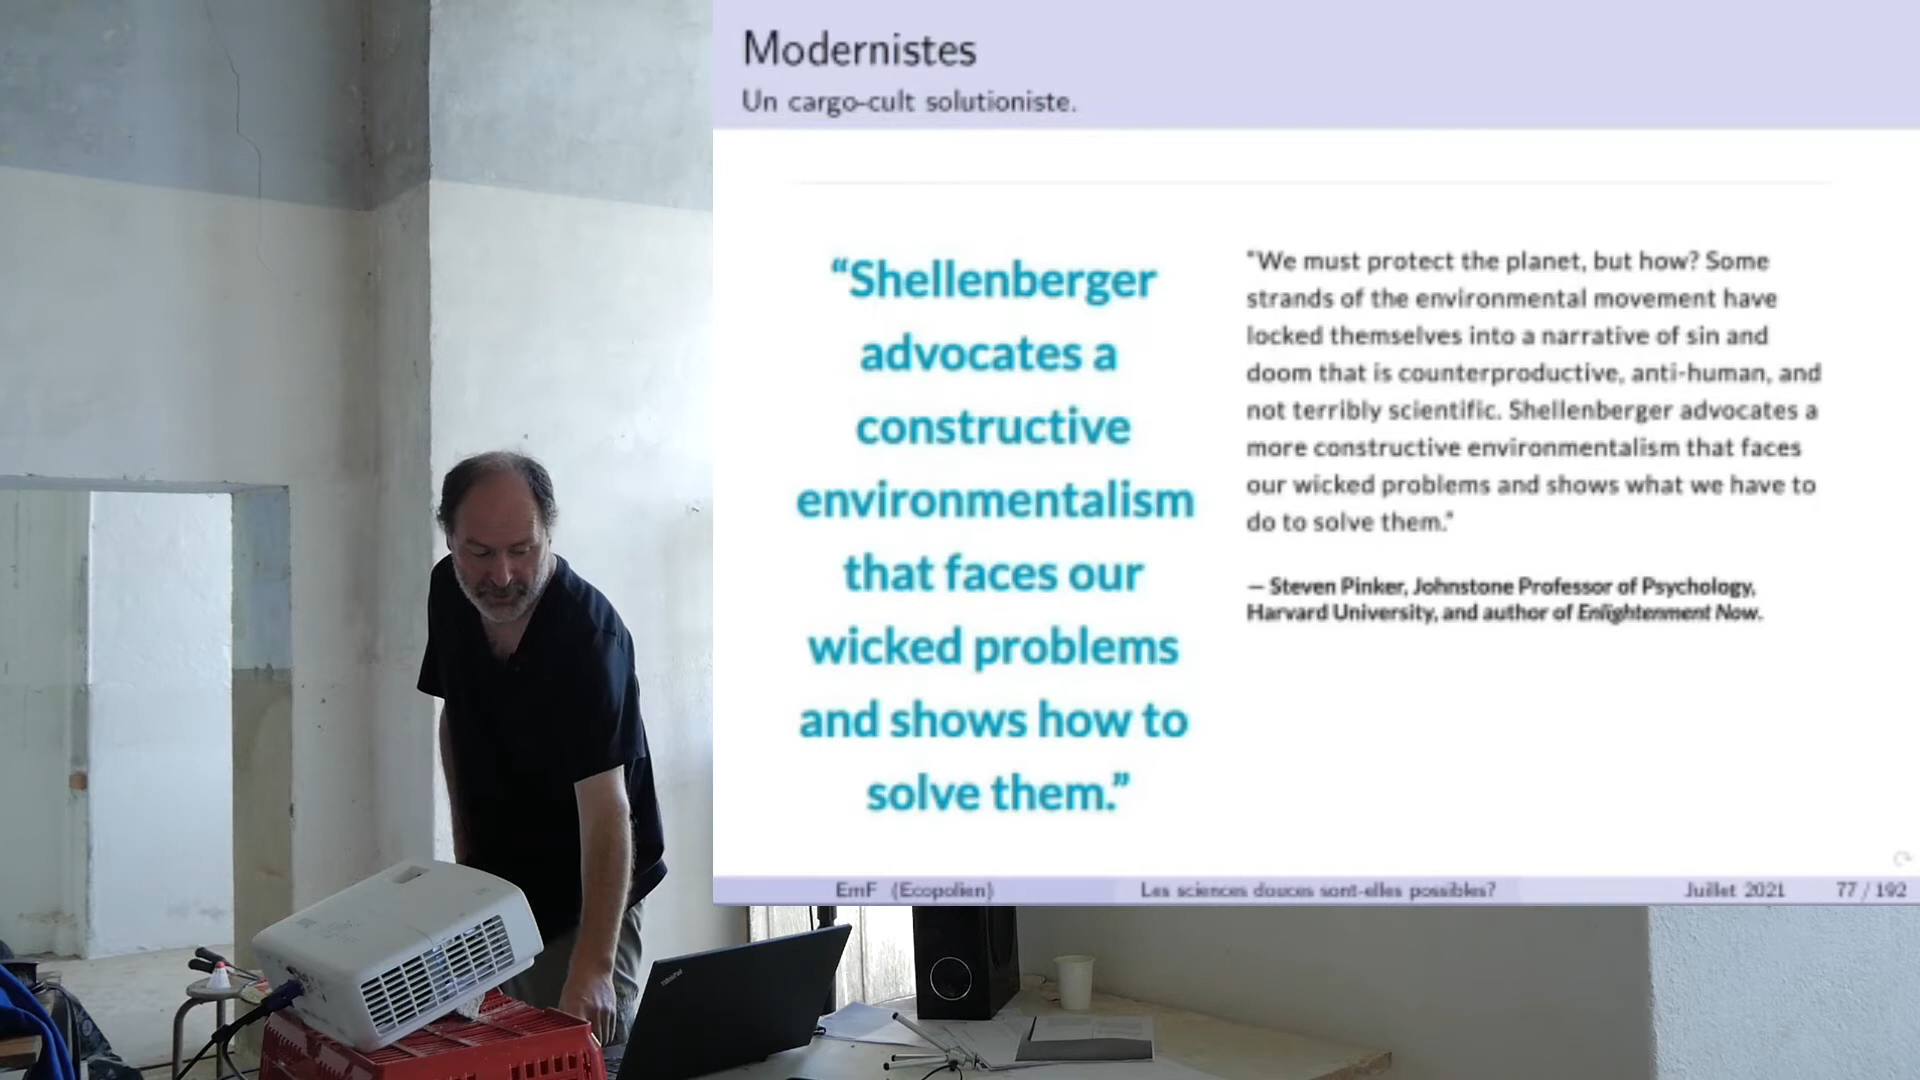 Modernistes
Un cargo-cult solutioniste.
“Shellenberger
advocates a
constructive
environmentalism
that faces our
wicked problems
and shows how to
solve them.”
"We must protect the planet, but how? Some
strands of the environmental movement have
locked themselves into a narrative of sin and
doom that is counterproductive, anti-human, and
not terribly scientific. Shellenberger advocates a
more constructive environmentalism that faces
our wicked problems and shows what we have to
do to solve them."
— Steven Pinker, Johnstone Professor of Psychology,
Harvard University, and author of Enlightenment Now.
EmF (Ecopolien)
Les sciences douces sont-elles possibles?
Juillet 2021
77 / 192
ThinkPad